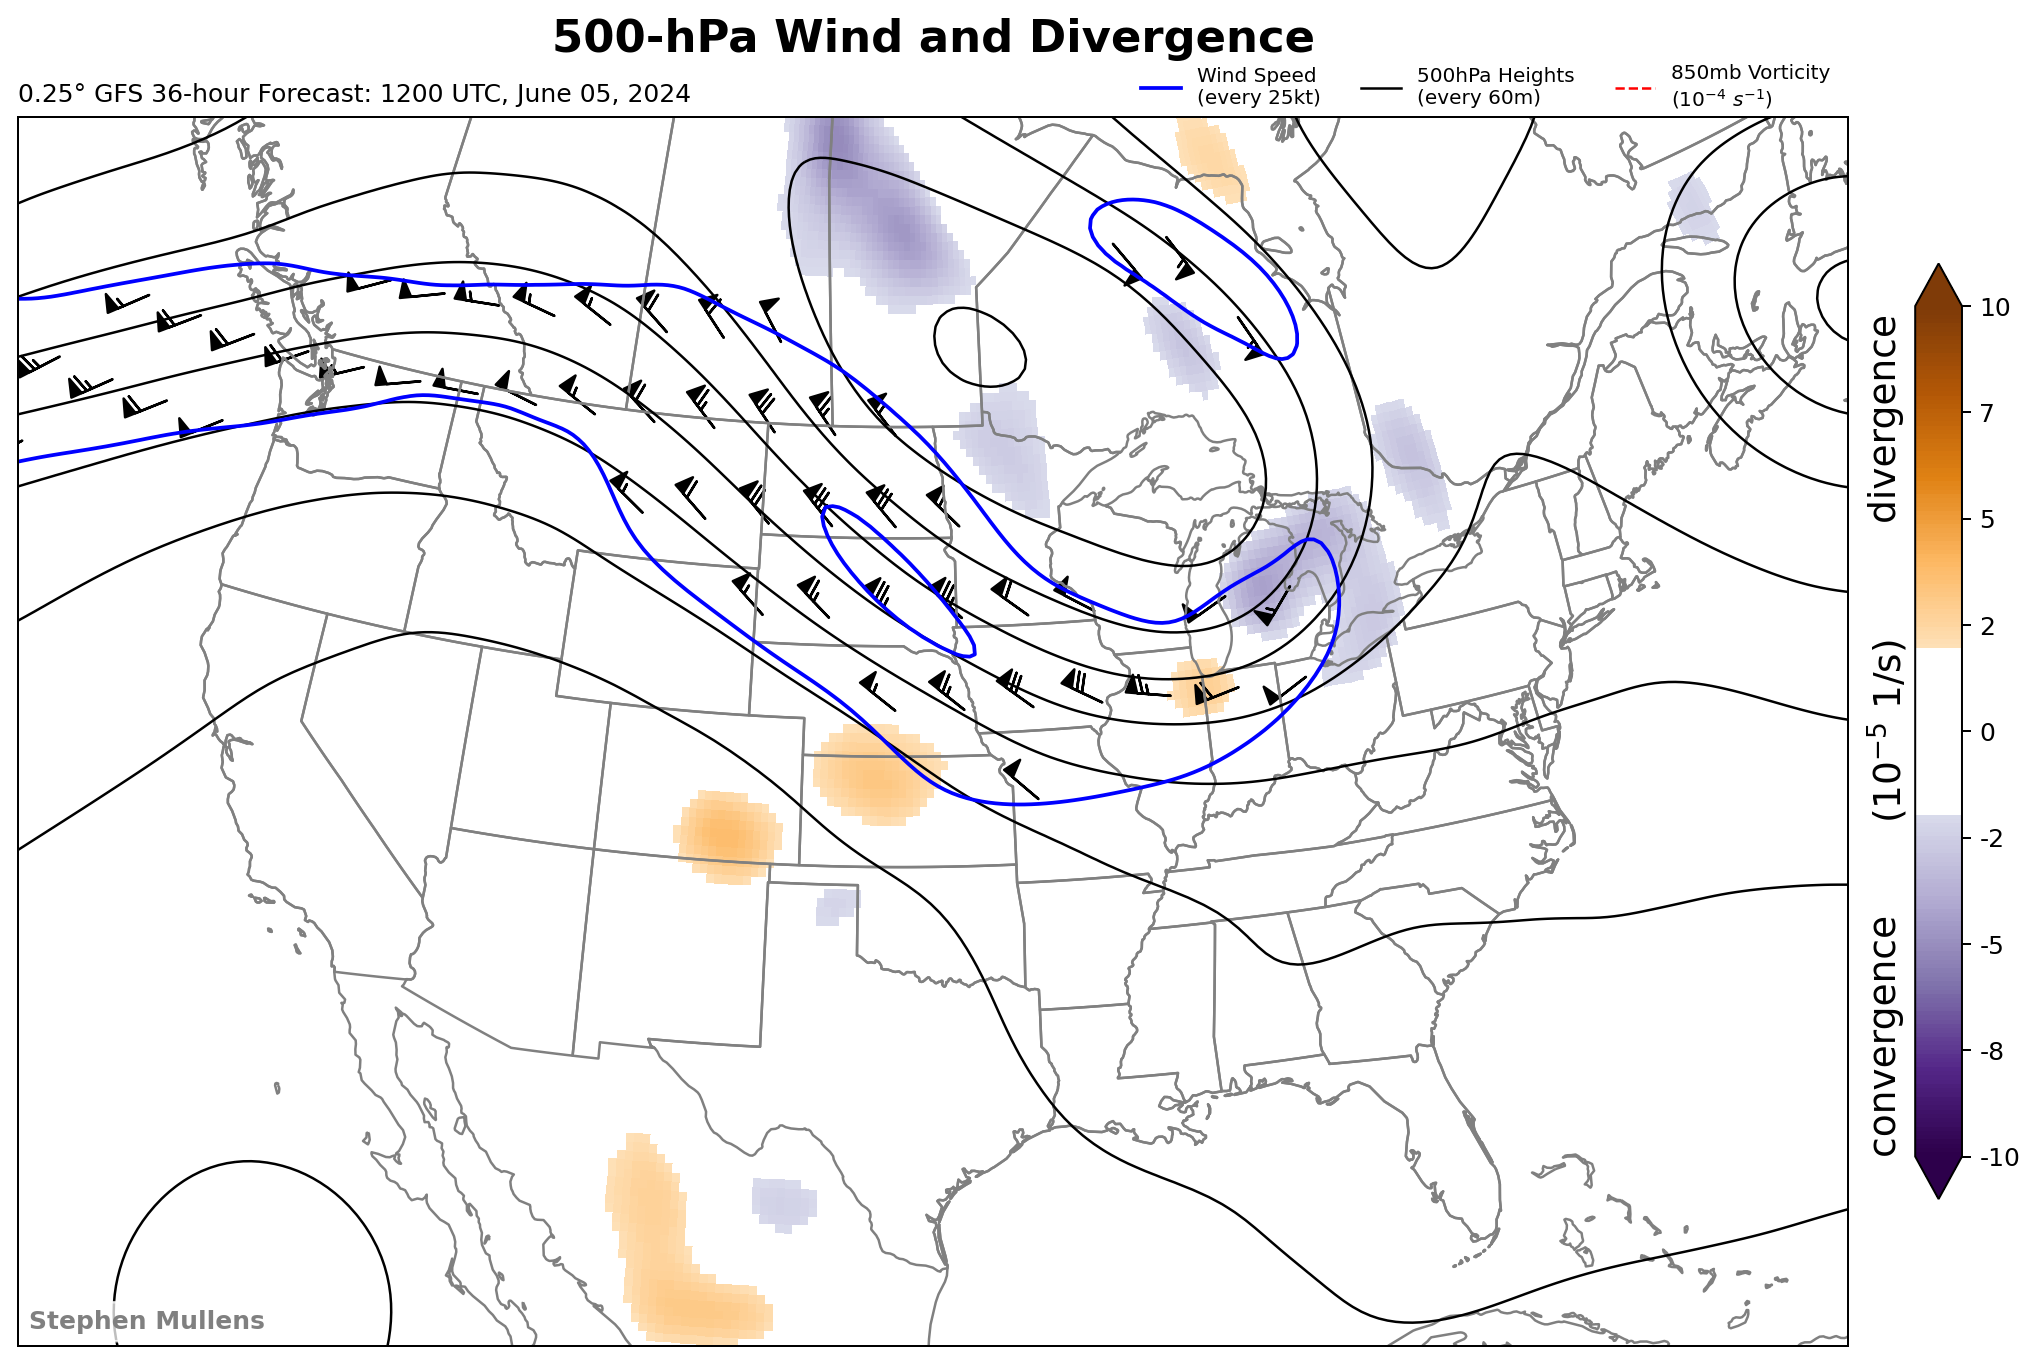 500-hPa Wind and Divergence
0.25° GFS 36-hour Forecast: 1200 UTC, June 05, 2024
Wind Speed
(every 25kt)
500hPa Heights
(every 60m)
850mb Vorticity
(10⁻⁴ s⁻¹)
10
7
5
2
0
-2
-5
-8
-10
convergence (10⁻⁵ 1/s) divergence
Stephen Mullens